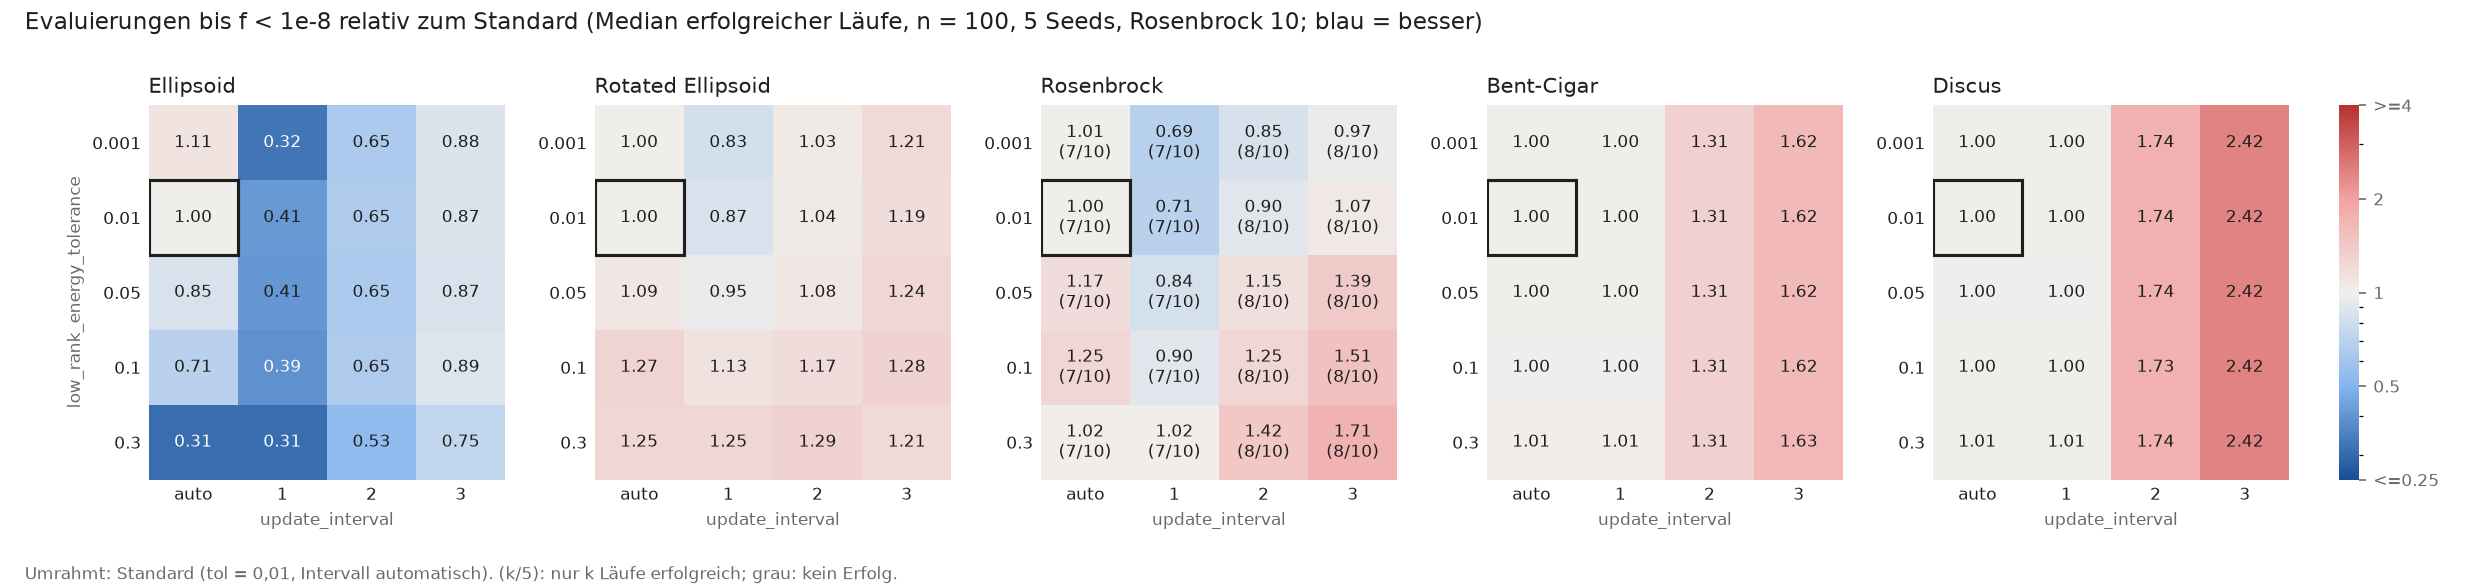 Evaluierungen bis f < 1e-8 relativ zum Standard (Median erfolgreicher Läufe, n = 100, 5 Seeds, Rosenbrock 10; blau = besser)
Ellipsoid
low_rank_energy_tolerance
0.001 1.11 0.32 0.65 0.88
0.01 1.00 0.41 0.65 0.87
0.05 0.85 0.41 0.65 0.87
0.1 0.71 0.39 0.65 0.89
0.3 0.31 0.31 0.53 0.75
auto 1 2 3
update_interval
Rotated Ellipsoid
0.001 1.00 0.83 1.03 1.21
0.01 1.00 0.87 1.04 1.19
0.05 1.09 0.95 1.08 1.24
0.1 1.27 1.13 1.17 1.28
0.3 1.25 1.25 1.29 1.21
auto 1 2 3
update_interval
Rosenbrock
0.001 1.01 0.69 0.85 0.97
(7/10) (7/10) (8/10) (8/10)
0.01 1.00 0.71 0.90 1.07
(7/10) (7/10) (8/10) (8/10)
0.05 1.17 0.84 1.15 1.39
(7/10) (7/10) (8/10) (8/10)
0.1 1.25 0.90 1.25 1.51
(7/10) (7/10) (8/10) (8/10)
0.3 1.02 1.02 1.42 1.71
(7/10) (7/10) (8/10) (8/10)
auto 1 2 3
update_interval
Bent-Cigar
0.001 1.00 1.00 1.31 1.62
0.01 1.00 1.00 1.31 1.62
0.05 1.00 1.00 1.31 1.62
0.1 1.00 1.00 1.31 1.62
0.3 1.01 1.01 1.31 1.63
auto 1 2 3
update_interval
Discus
0.001 1.00 1.00 1.74 2.42
0.01 1.00 1.00 1.74 2.42
0.05 1.00 1.00 1.74 2.42
0.1 1.00 1.00 1.73 2.42
0.3 1.01 1.01 1.74 2.42
auto 1 2 3
update_interval
>=4
2
1
0.5
<=0.25
Umrahmt: Standard (tol = 0,01, Intervall automatisch). (k/5): nur k Läufe erfolgreich; grau: kein Erfolg.